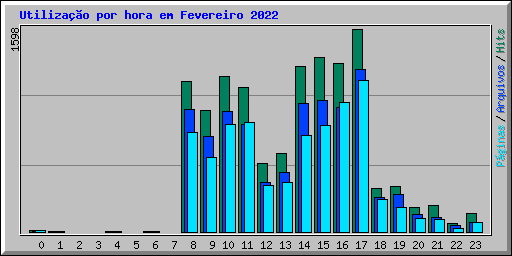 Utilização por hora em Fevereiro 2022
1598
Páginas / Arquivos / Hits
0 1 2 3 4 5 6 7 8 9 10 11 12 13 14 15 16 17 18 19 20 21 22 23